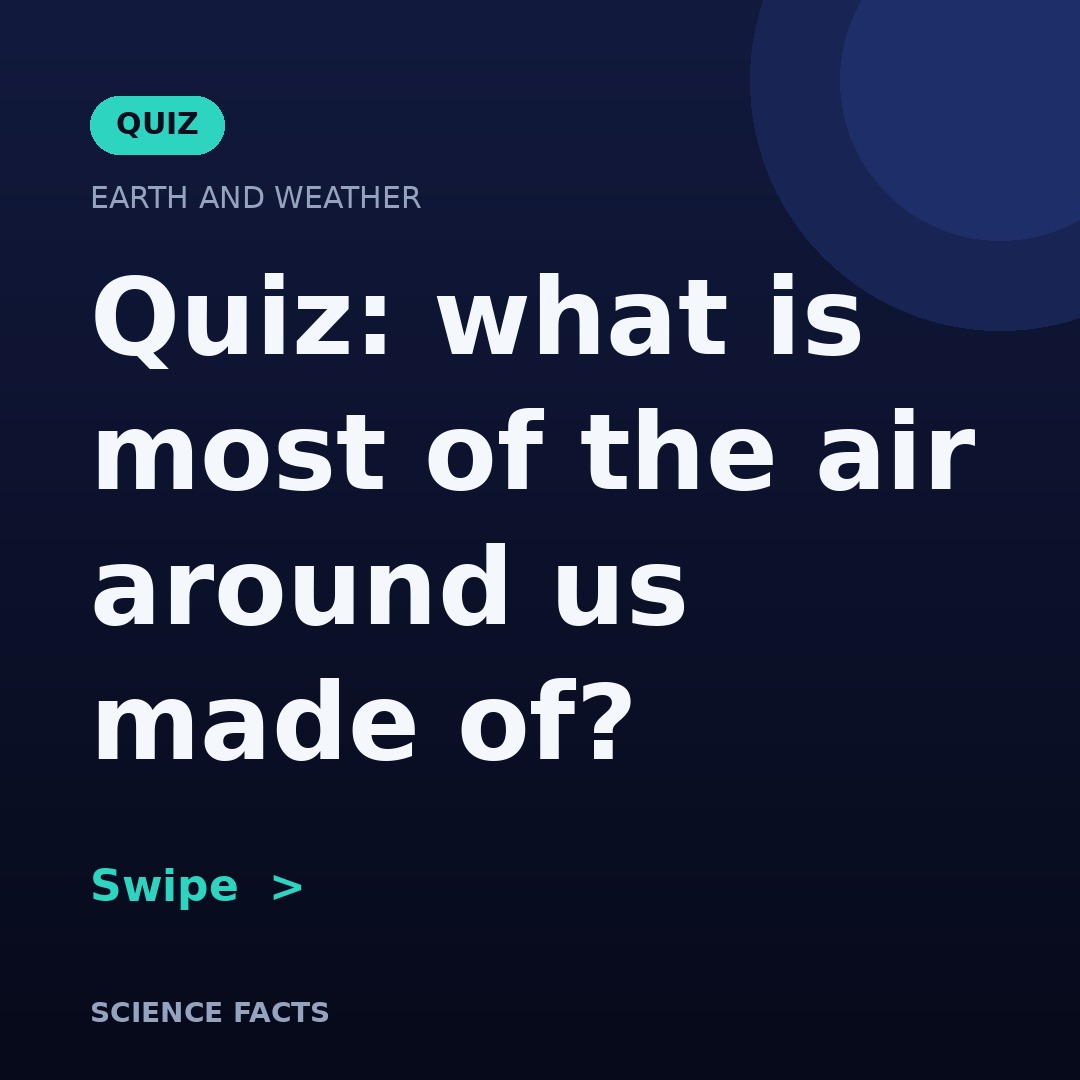 QUIZ
EARTH AND WEATHER
Quiz: what is
most of the air
around us
made of?
Swipe >
SCIENCE FACTS